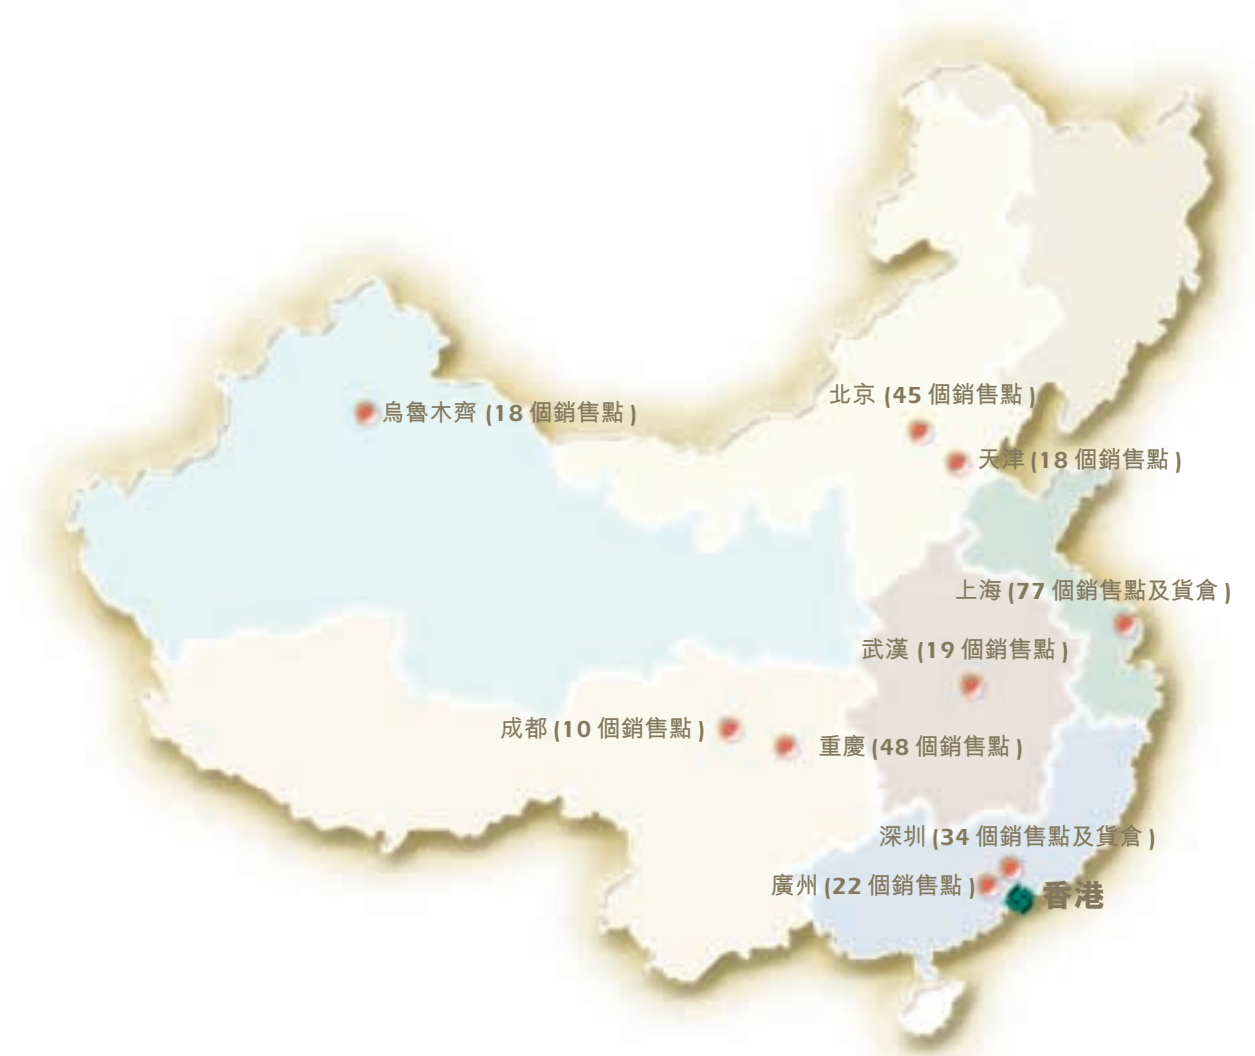 北京 (45 個銷售點)
烏魯木齊 (18 個銷售點)
天津 (18 個銷售點)
上海 (77 個銷售點及貨倉)
武漢 (19 個銷售點)
成都 (10 個銷售點)
重慶 (48 個銷售點)
深圳 (34 個銷售點及貨倉)
廣州 (22 個銷售點)
香港